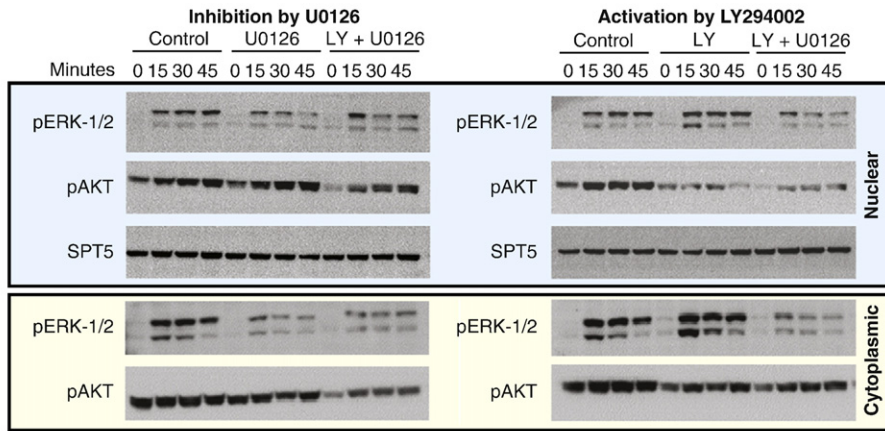 Inhibition by U0126 Activation by LY294002
Control U0126 LY + U0126 Control LY LY + U0126
Minutes 0 15 30 45 0 15 30 45 0 15 30 45 0 15 30 45 0 15 30 45 0 15 30 45
pERK-1/2 pERK-1/2
pAKT pAKT
SPT5 SPT5
Nuclear
pERK-1/2 pERK-1/2
pAKT pAKT
Cytoplasmic